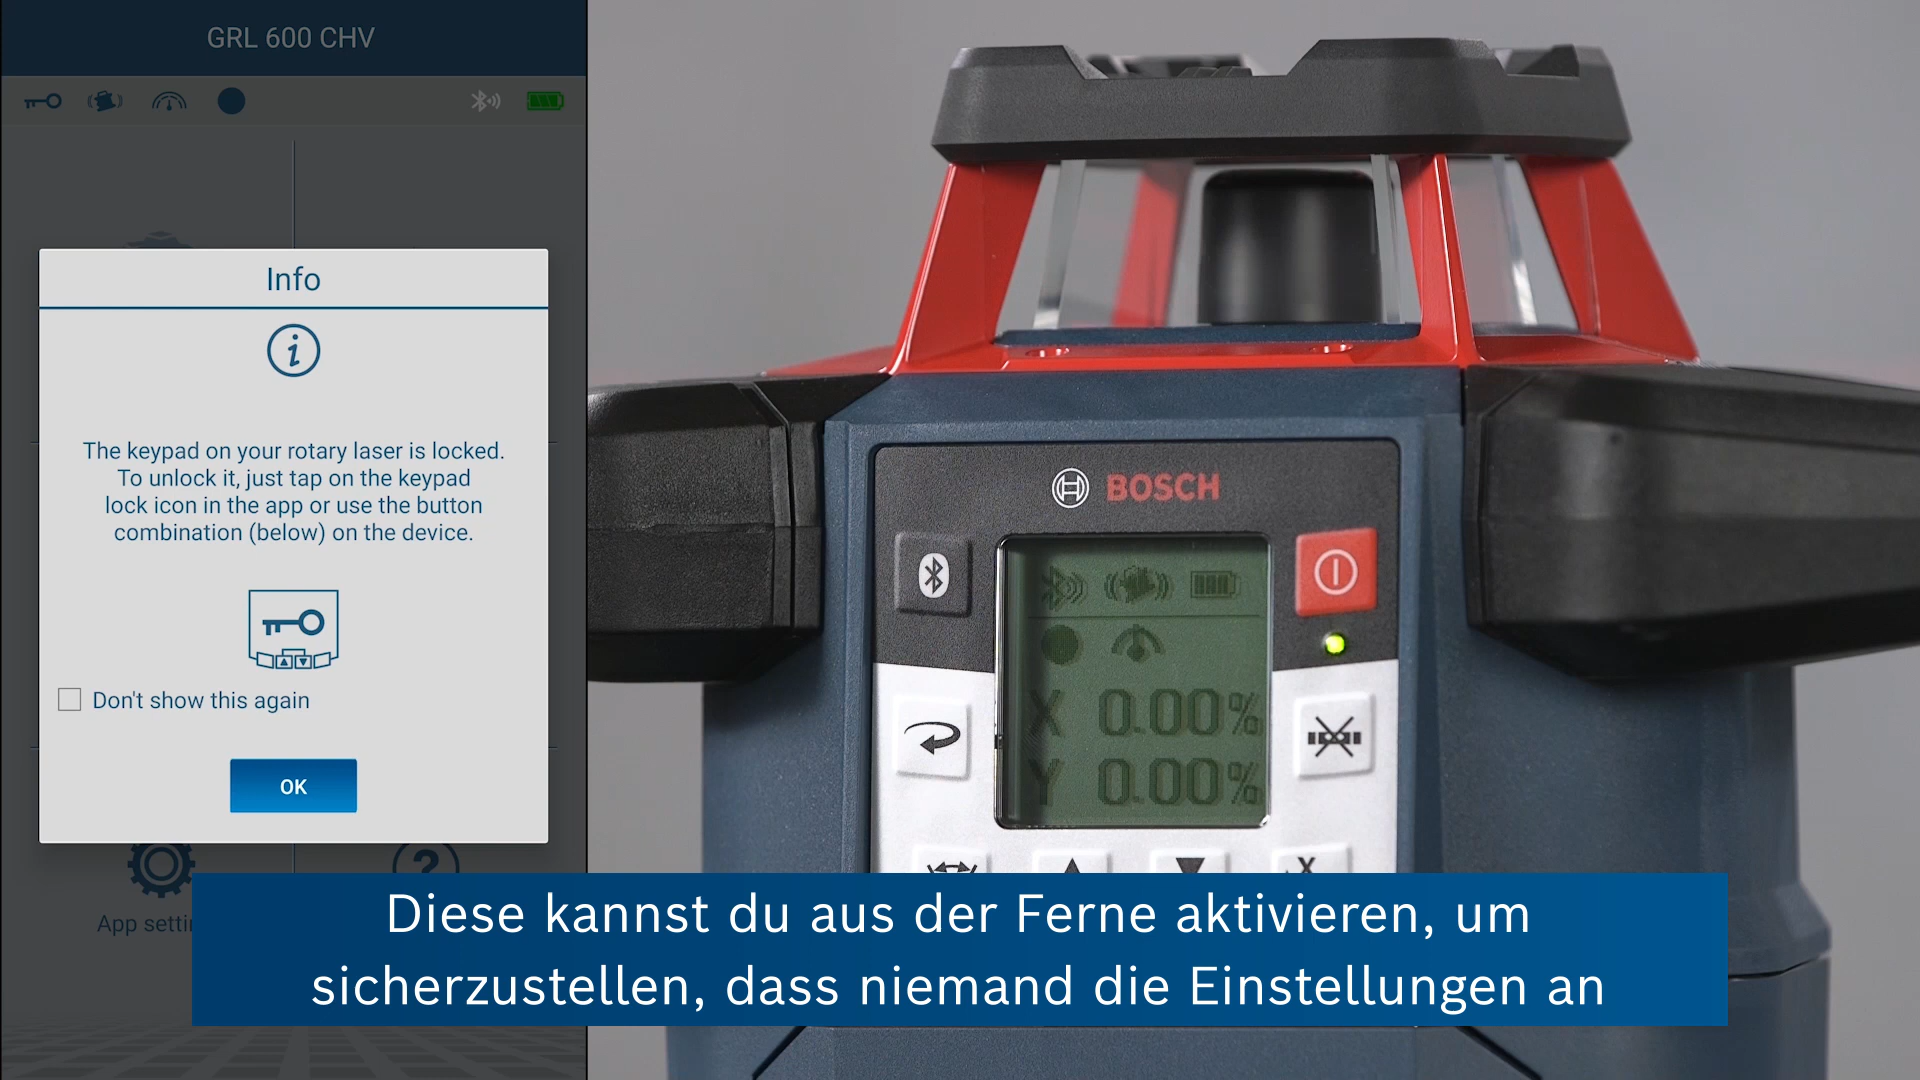 GRL 600 CHV
Info
The keypad on your rotary laser is locked.
To unlock it, just tap on the keypad
lock icon in the app or use the button
combination (below) on the device.
Don't show this again
OK
?
App setti
BOSCH
X 0.00%
Y 0.00%
X
Diese kannst du aus der Ferne aktivieren, um
sicherzustellen, dass niemand die Einstellungen an